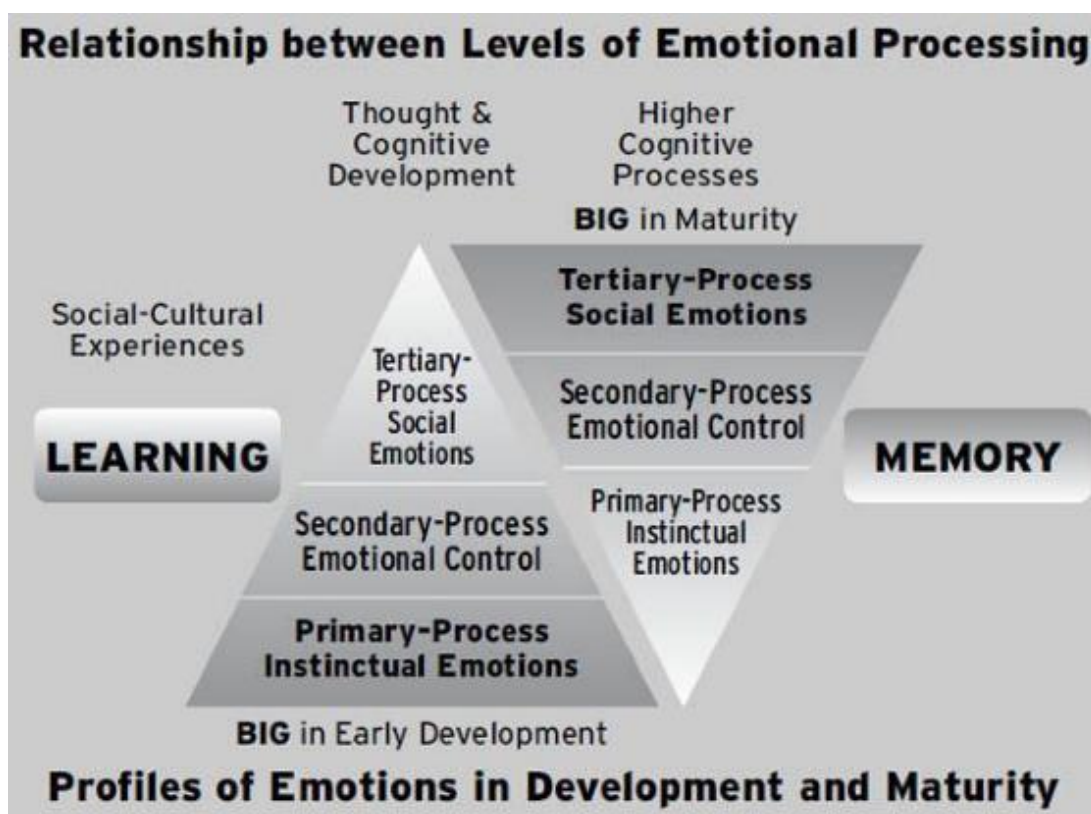 Relationship between Levels of Emotional Processing
Thought &
Cognitive
Development
Higher
Cognitive
Processes
BIG in Maturity
Social-Cultural
Experiences
LEARNING
Tertiary-
Process
Social
Emotions
Secondary-Process
Emotional Control
Primary-Process
Instinctual Emotions
BIG in Early Development
Tertiary-Process
Social Emotions
Secondary-Process
Emotional Control
Primary-Process
Instinctual
Emotions
MEMORY
Profiles of Emotions in Development and Maturity